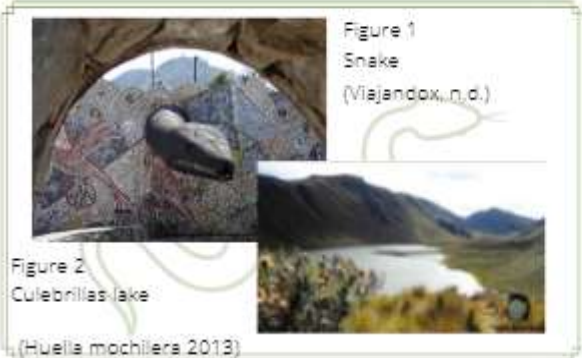 Figure 1
Snake
(Viajandox, n.d.)
Figure 2
Culebrillas lake
(Huella mochilera 2013)